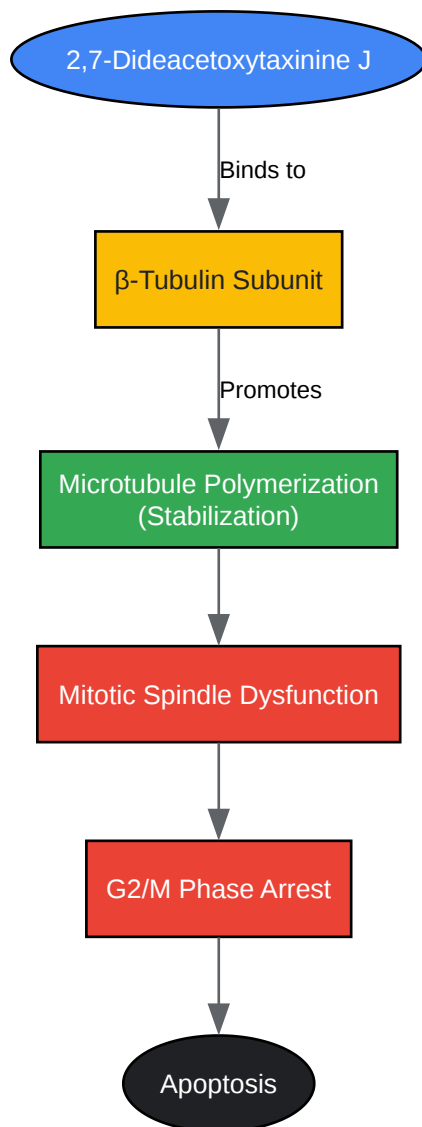 2,7-Dideacetoxytaxinine J
Binds to
β-Tubulin Subunit
Promotes
Microtubule Polymerization
(Stabilization)
Mitotic Spindle Dysfunction
G2/M Phase Arrest
Apoptosis